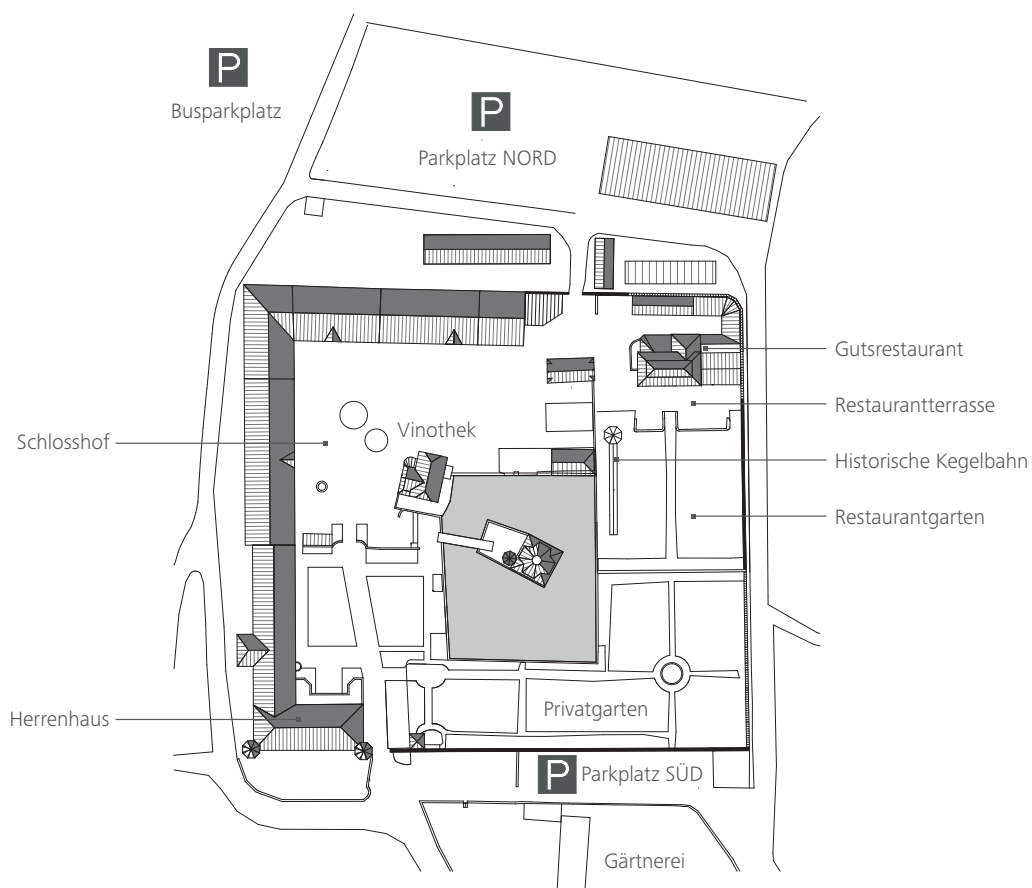 P
Busparkplatz
P
Parkplatz NORD
Gutsrestaurant
Restaurantterrasse
Schlosshof
Vinothek
Historische Kegelbahn
Restaurantgarten
Herrenhaus
Privatgarten
P Parkplatz SÜD
Gärtnerei